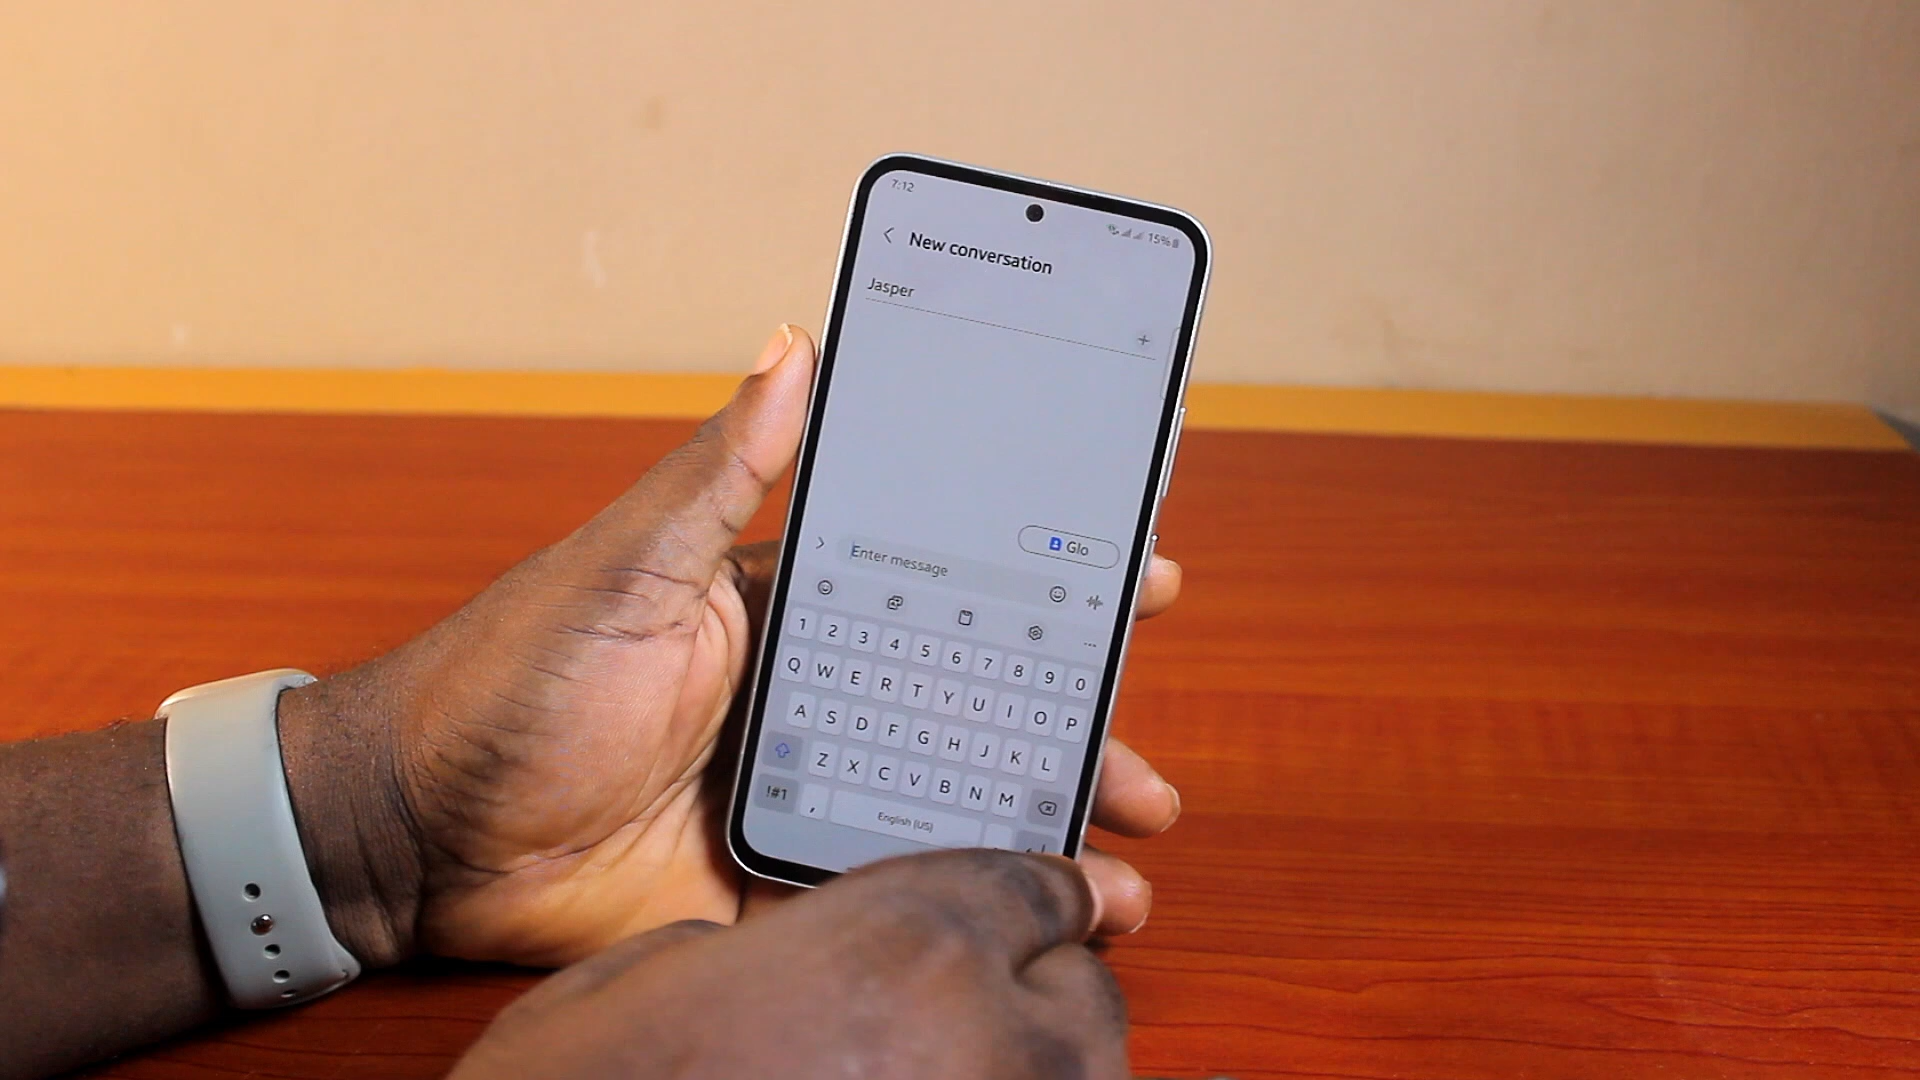 7:12
15%
New conversation
Jasper
Glo
Enter message
1 2 3 4 5 6 7 8 9 0
Q W E R T Y U I O P
A S D F G H J K L
Z X C V B N M
!#1 , English (US)